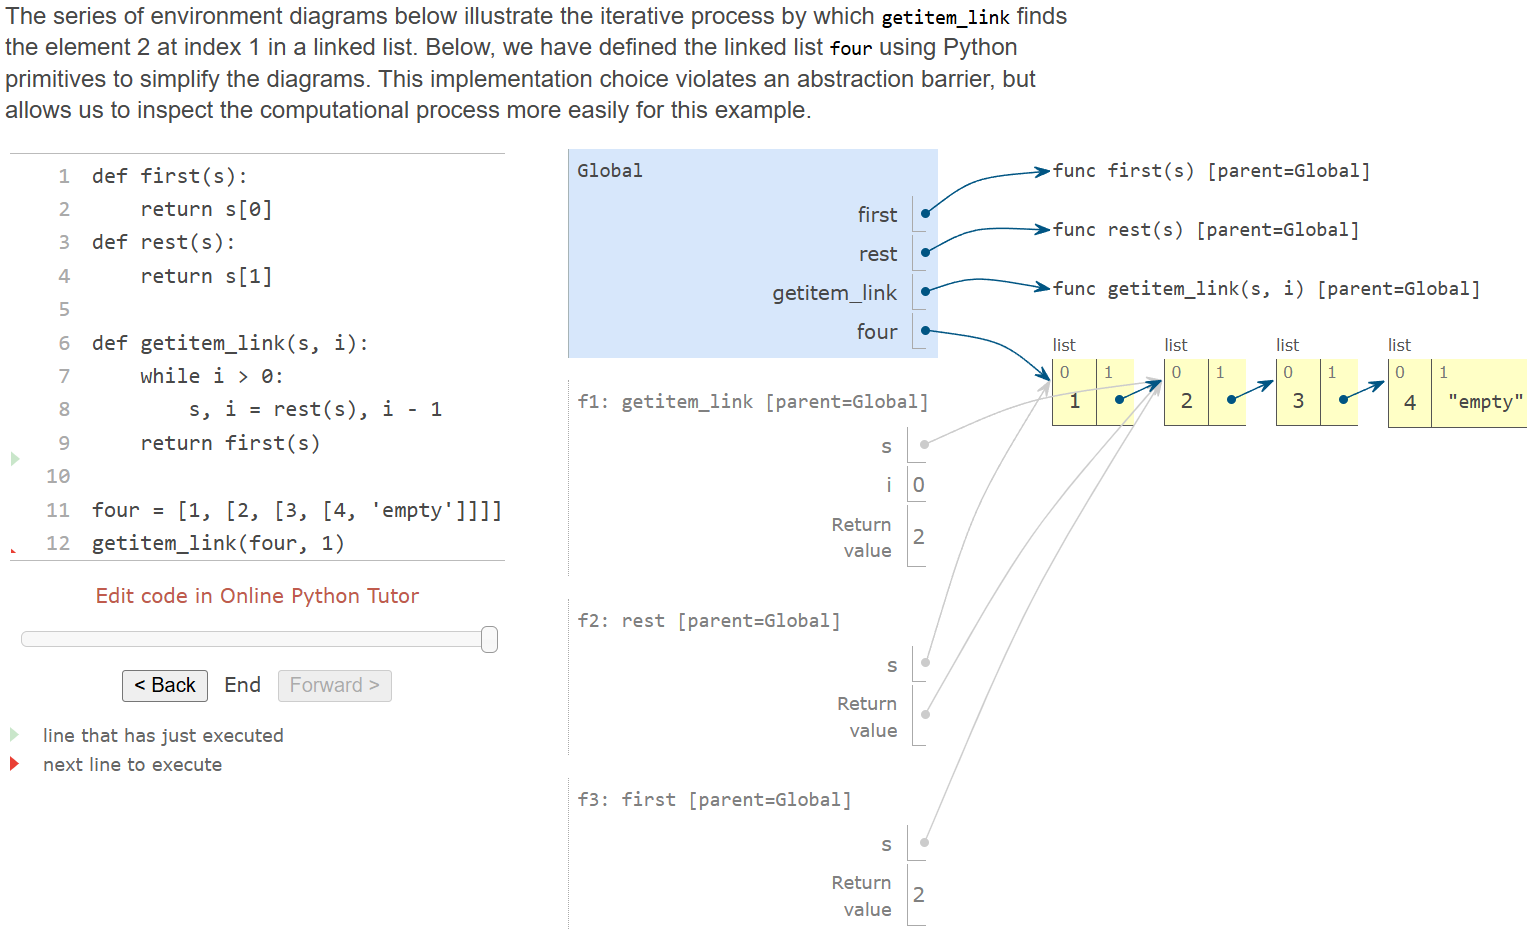 The series of environment diagrams below illustrate the iterative process by which getitem_link finds
the element 2 at index 1 in a linked list. Below, we have defined the linked list four using Python
primitives to simplify the diagrams. This implementation choice violates an abstraction barrier, but
allows us to inspect the computational process more easily for this example.
1 def first(s):
2     return s[0]
3 def rest(s):
4     return s[1]
5
6 def getitem_link(s, i):
7     while i > 0:
8         s, i = rest(s), i - 1
9     return first(s)
10
11 four = [1, [2, [3, [4, 'empty']]]]
12 getitem_link(four, 1)
Edit code in Online Python Tutor
< Back End Forward >
line that has just executed
next line to execute
Global
first
rest
getitem_link
four
func first(s) [parent=Global]
func rest(s) [parent=Global]
func getitem_link(s, i) [parent=Global]
list list list list
0 1 0 1 0 1 0 1
1 2 3 4 "empty"
f1: getitem_link [parent=Global]
s
i 0
Return
value 2
f2: rest [parent=Global]
s
Return
value
f3: first [parent=Global]
s
Return
value 2